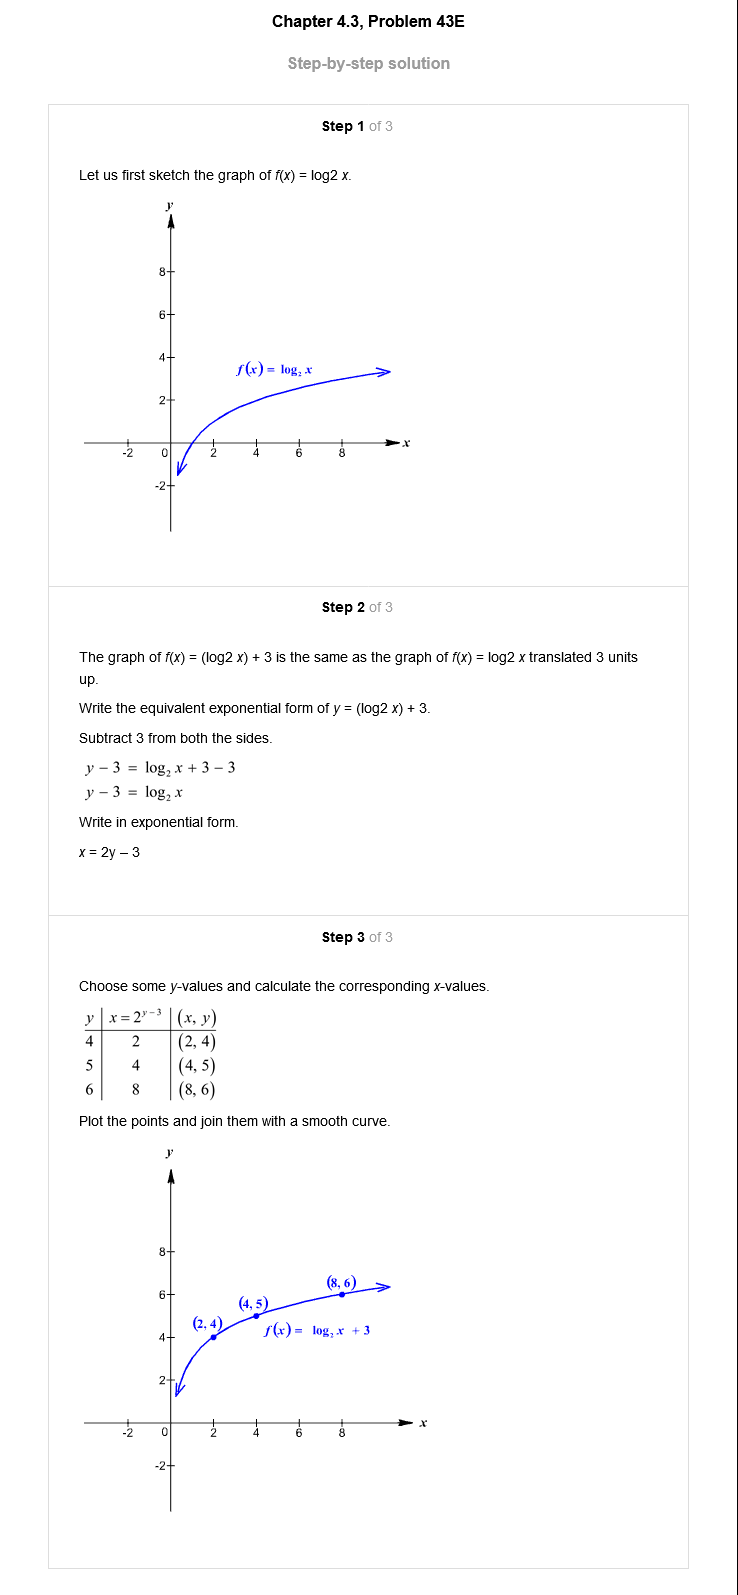 Chapter 4.3, Problem 43E
Step-by-step solution
Step 1 of 3
Let us first sketch the graph of f(x) = log2 x.
y
8
6
4
f(x) = log₂ x
2
x
-2 0 2 4 6 8
-2
Step 2 of 3
The graph of f(x) = (log2 x) + 3 is the same as the graph of f(x) = log2 x translated 3 units
up.
Write the equivalent exponential form of y = (log2 x) + 3.
Subtract 3 from both the sides.
y – 3 = log₂ x + 3 – 3
y – 3 = log₂ x
Write in exponential form.
x = 2y – 3
Step 3 of 3
Choose some y-values and calculate the corresponding x-values.
y x = 2ʸ⁻³ (x, y)
4 2 (2, 4)
5 4 (4, 5)
6 8 (8, 6)
Plot the points and join them with a smooth curve.
y
8
(8, 6)
6
(4, 5)
(2, 4)
f(x) = log₂ x + 3
4
2
x
-2 0 2 4 6 8
-2